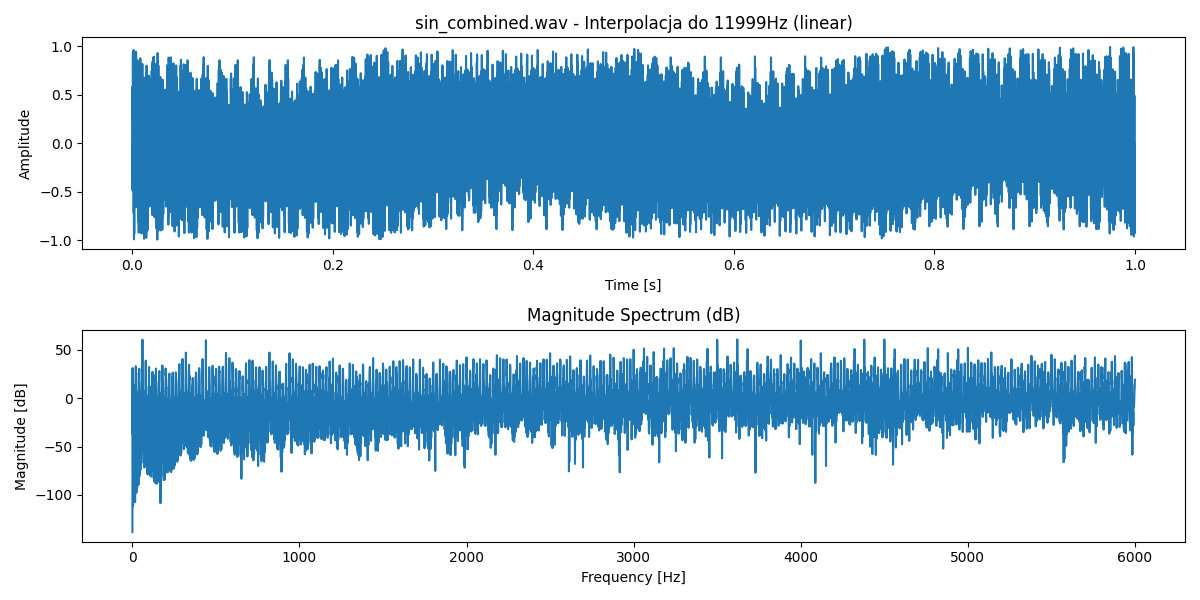 sin_combined.wav - Interpolacja do 11999Hz (linear)
1.0
0.5
0.0
−0.5
−1.0
Amplitude
0.0 0.2 0.4 0.6 0.8 1.0
Time [s]
Magnitude Spectrum (dB)
50
0
−50
−100
Magnitude [dB]
0 1000 2000 3000 4000 5000 6000
Frequency [Hz]